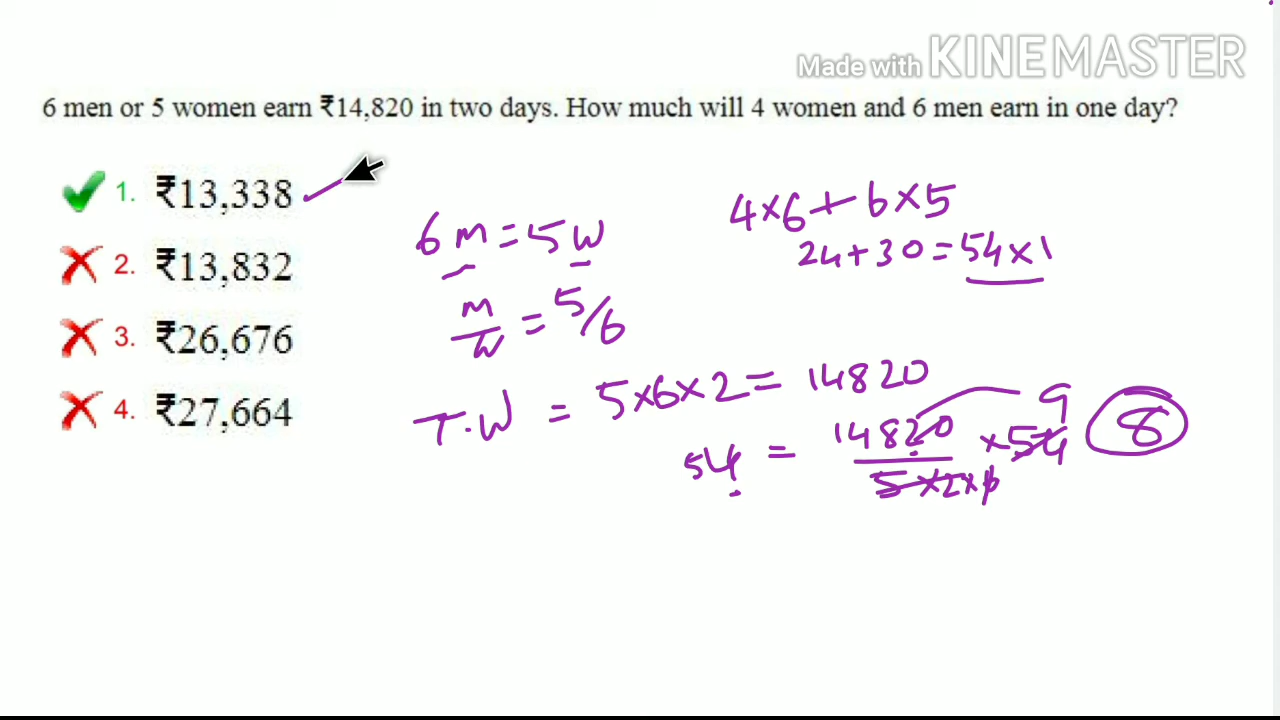 Made with KINEMASTER
6 men or 5 women earn ₹14,820 in two days. How much will 4 women and 6 men earn in one day?
1. ₹13,338
2. ₹13,832
3. ₹26,676
4. ₹27,664
6 m = 5 W
m/W = 5/6
4×6 + 6×5
24 + 30 = 54 × 1
T.W = 5×6×2 = 14820
54 = 14820/5×2×6 × 54 9
8